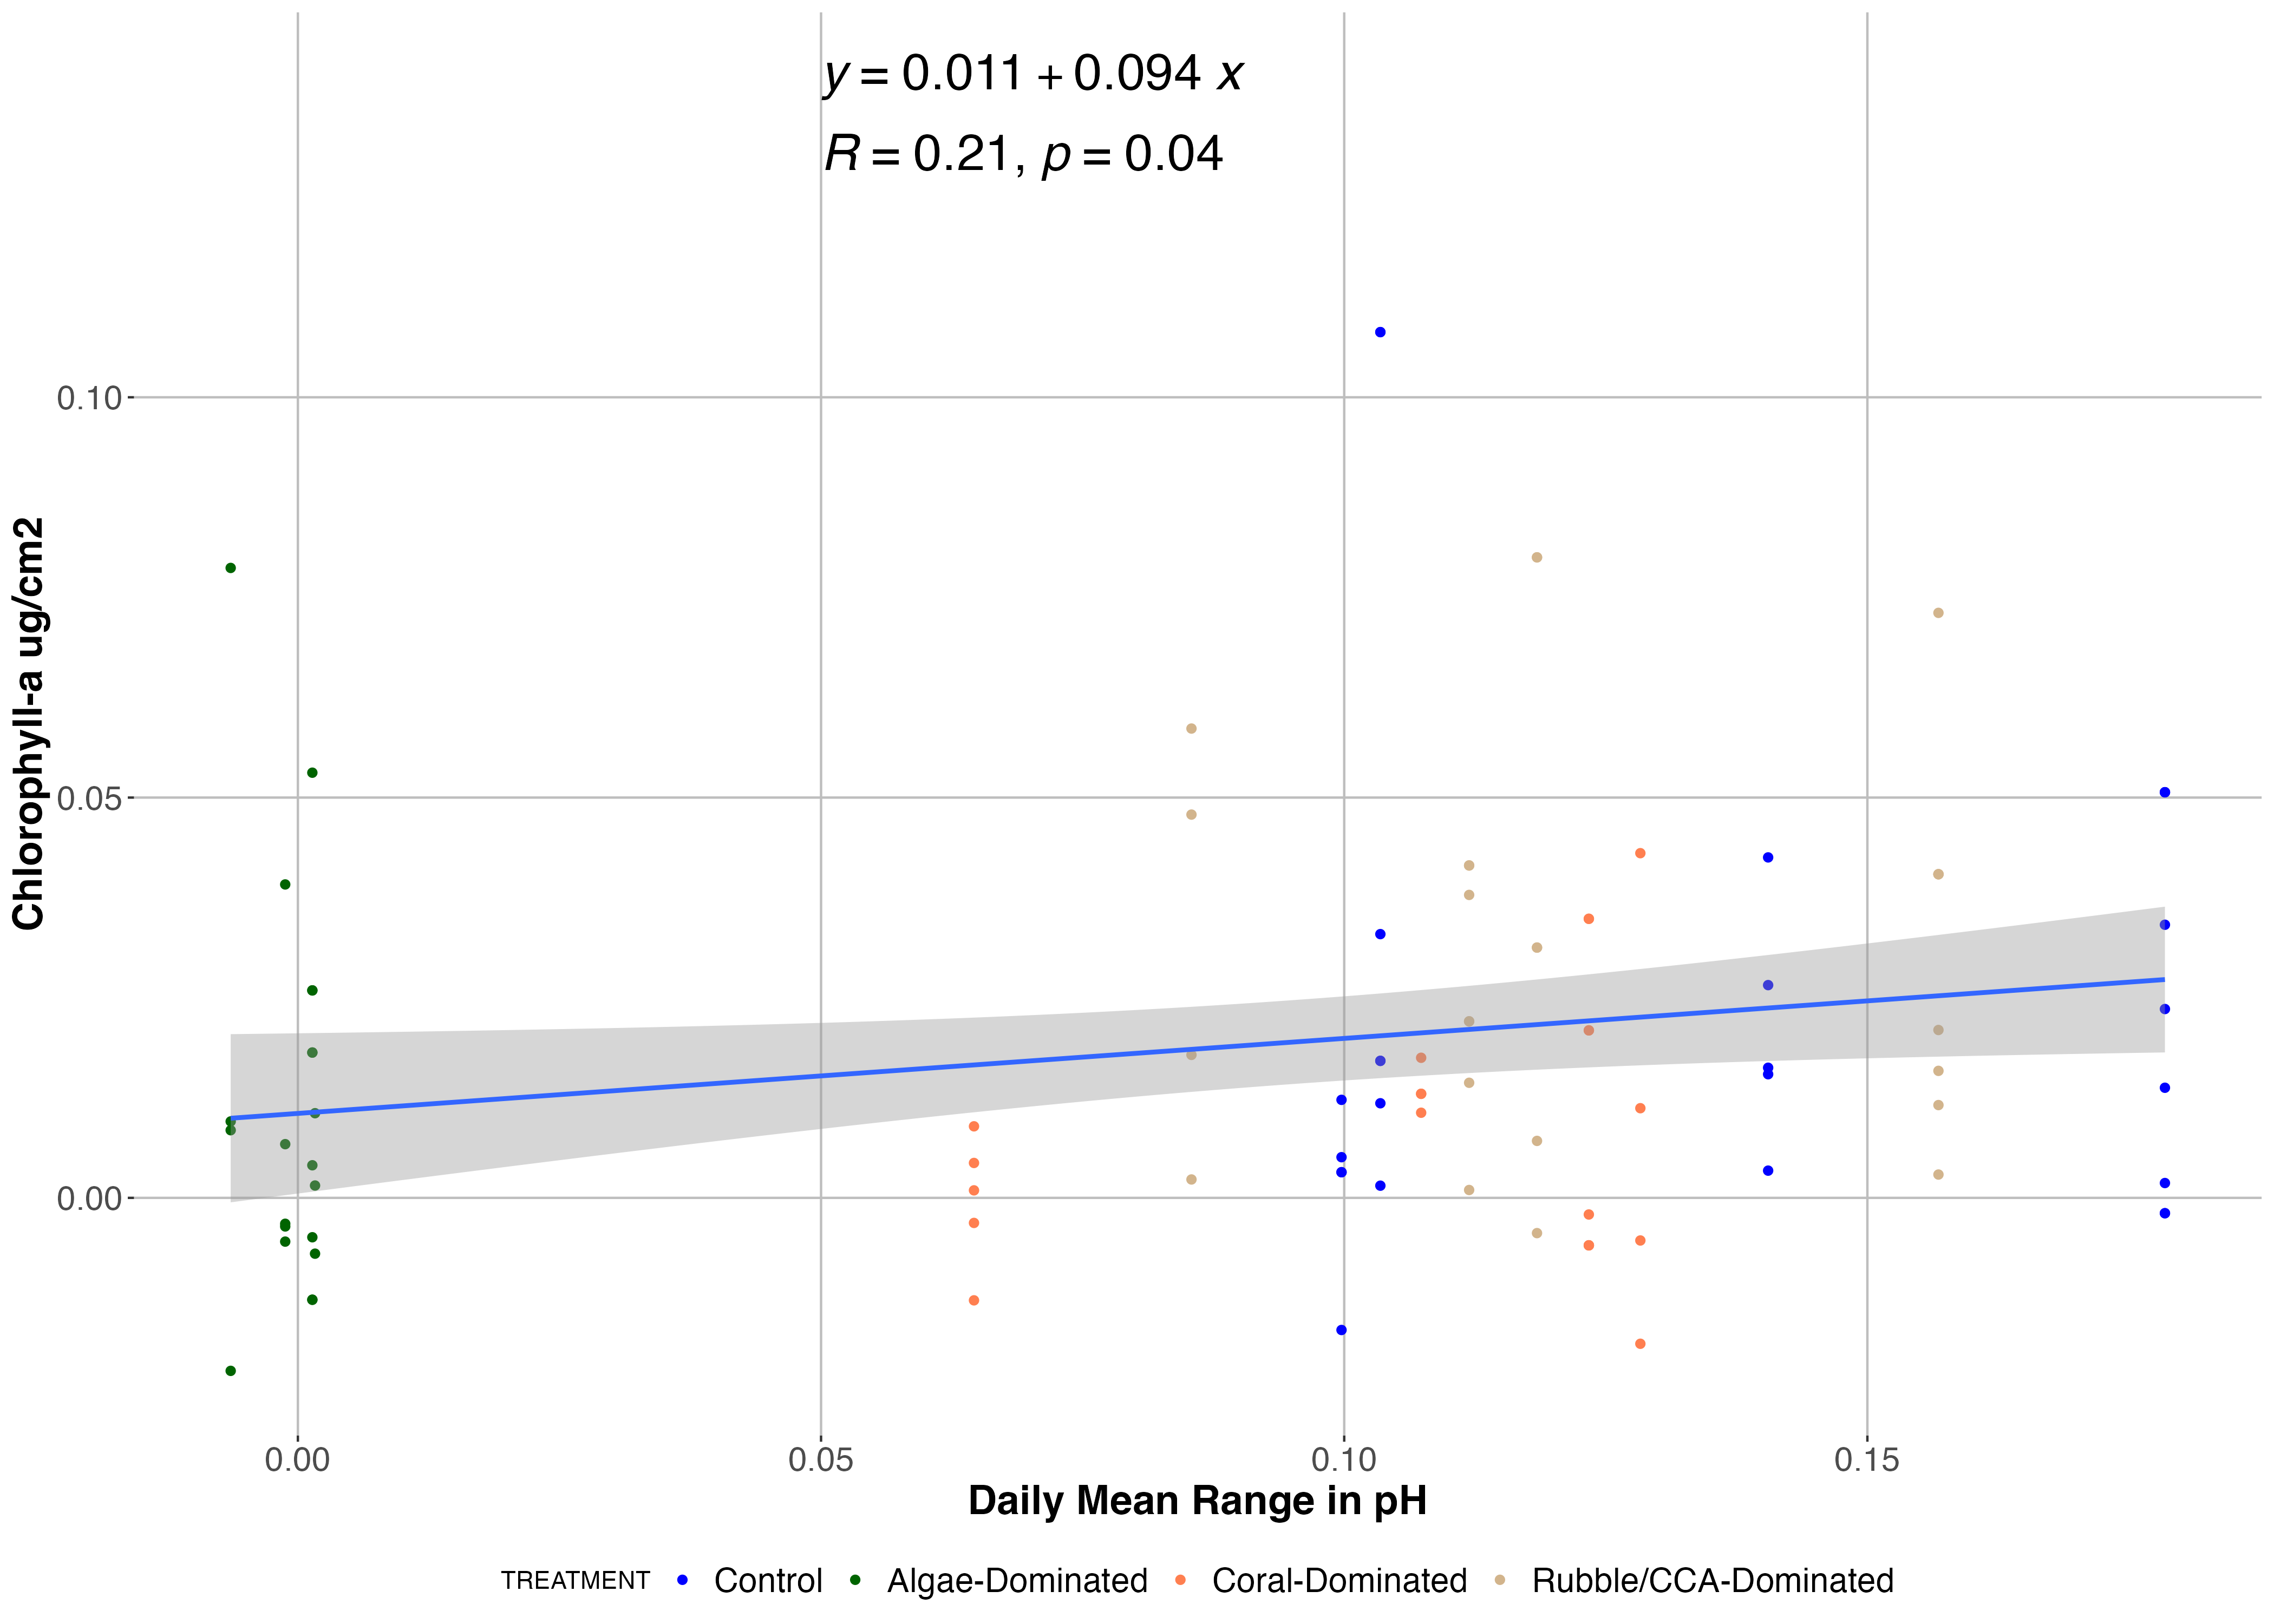 y = 0.011 + 0.094 x
R = 0.21, p = 0.04
Chlorophyll-a ug/cm2
0.10
0.05
0.00
0.00 0.05 0.10 0.15
Daily Mean Range in pH
TREATMENT Control Algae-Dominated Coral-Dominated Rubble/CCA-Dominated